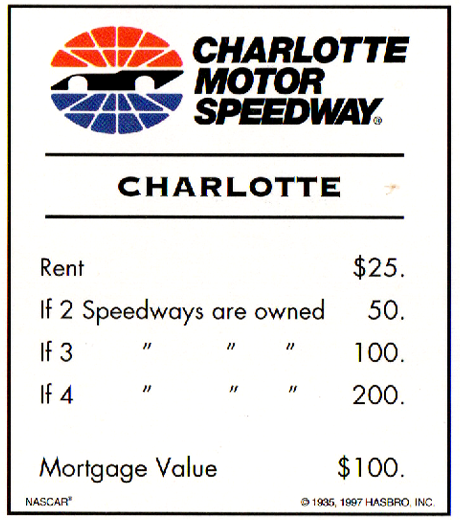 CHARLOTTE
MOTOR
SPEEDWAY®
CHARLOTTE
Rent $25.
If 2 Speedways are owned 50.
If 3 " " " 100.
If 4 " " " 200.
Mortgage Value $100.
NASCAR® © 1935, 1997 HASBRO, INC.